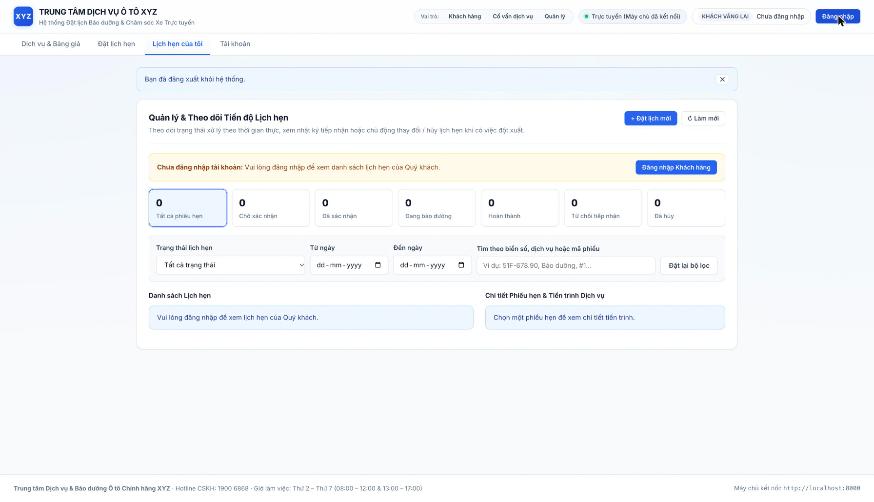 XYZ
TRUNG TÂM DỊCH VỤ Ô TÔ XYZ
Hệ thống Đặt lịch Bảo dưỡng & Chăm sóc Xe Trực tuyến
Vai trò: Khách hàng Cố vấn dịch vụ Quản lý
Trực tuyến (Máy chủ đã kết nối)
KHÁCH VÃNG LAI Chưa đăng nhập
Đăng nhập
Dịch vụ & Bảng giá Đặt lịch hẹn Lịch hẹn của tôi Tài khoản
Bạn đã đăng xuất khỏi hệ thống.
Quản lý & Theo dõi Tiến độ Lịch hẹn
+ Đặt lịch mới Làm mới
Theo dõi trạng thái xử lý theo thời gian thực, xem nhật ký tiếp nhận hoặc chủ động thay đổi / hủy lịch hẹn khi có việc đột xuất.
Chưa đăng nhập tài khoản: Vui lòng đăng nhập để xem danh sách lịch hẹn của Quý khách.
Đăng nhập Khách hàng
0 0 0 0 0 0 0
Tất cả phiếu hẹn Chờ xác nhận Đã xác nhận Đang bảo dưỡng Hoàn thành Từ chối tiếp nhận Đã hủy
Trạng thái lịch hẹn Từ ngày Đến ngày Tìm theo biển số, dịch vụ hoặc mã phiếu
Tất cả trạng thái dd-mm-yyyy dd-mm-yyyy Ví dụ: 51F-678.90, Bảo dưỡng, #1... Đặt lại bộ lọc
Danh sách Lịch hẹn Chi tiết Phiếu hẹn & Tiến trình Dịch vụ
Vui lòng đăng nhập để xem lịch hẹn của Quý khách. Chọn một phiếu hẹn để xem chi tiết tiến trình.
Trung tâm Dịch vụ & Bảo dưỡng Ô tô Chính hãng XYZ · Hotline CSKH: 1900 6868 · Giờ làm việc: Thứ 2 – Thứ 7 (08:00 – 12:00 & 13:00 – 17:00)
Máy chủ kết nối: http://localhost:8000